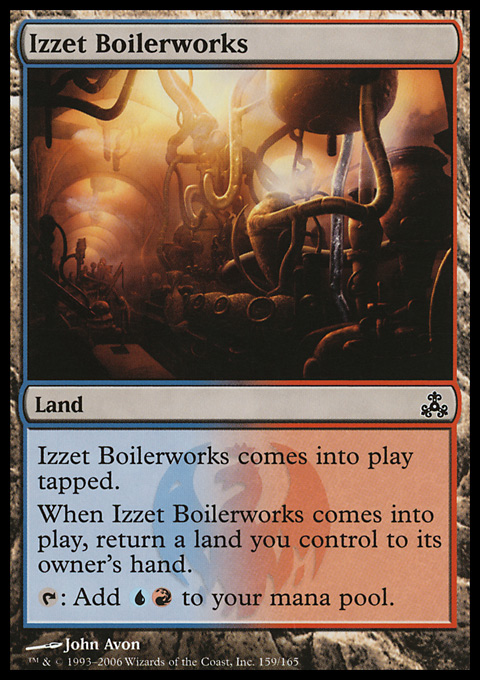 Izzet Boilerworks
Land
Izzet Boilerworks comes into play
tapped.
When Izzet Boilerworks comes into
play, return a land you control to its
owner's hand.
: Add to your mana pool.
John Avon
™ & © 1993–2006 Wizards of the Coast, Inc. 159/165